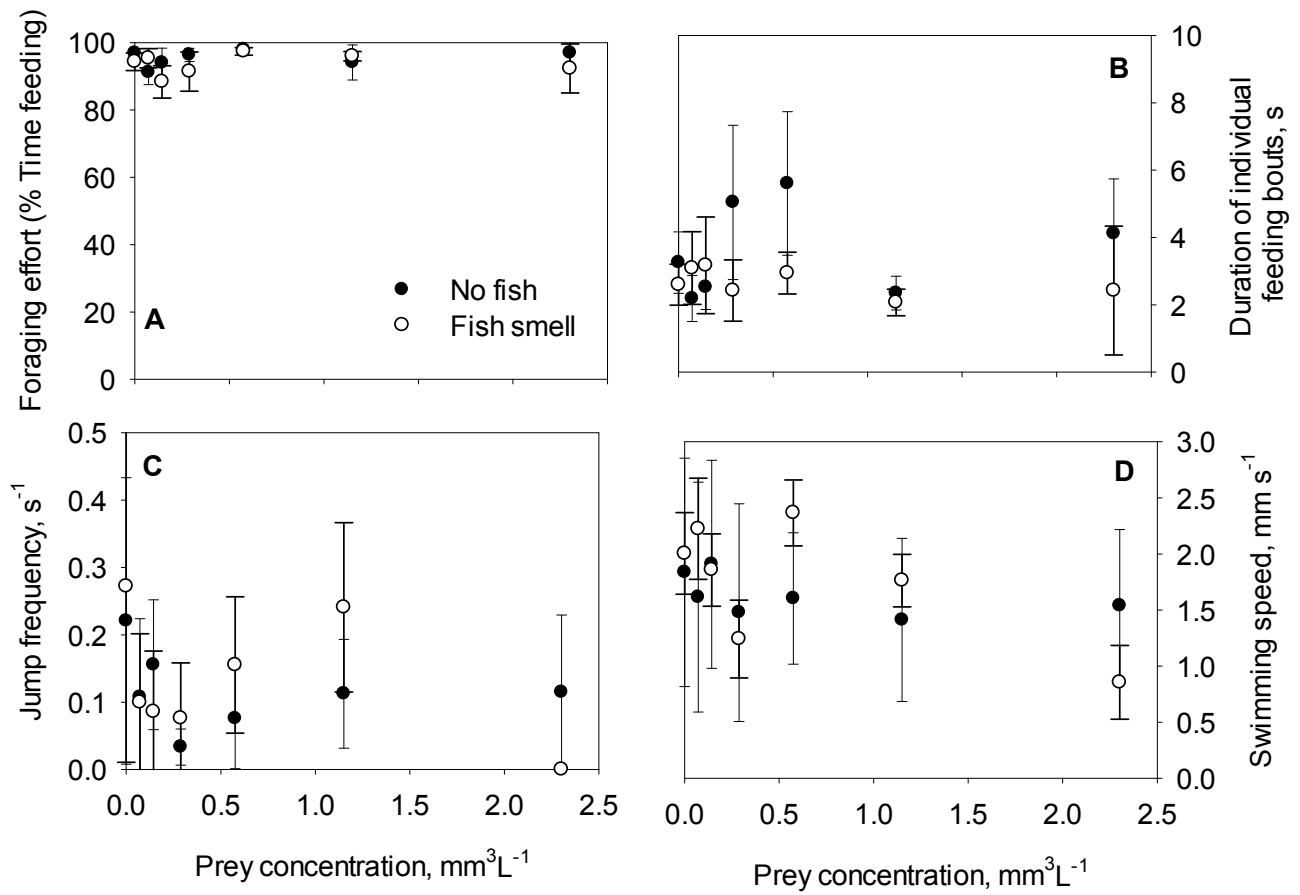 Foraging effort (% Time feeding)
100
80
60
40
20
0
A
No fish
Fish smell
B
10
8
6
4
2
0
Duration of individual
feeding bouts, s
Jump frequency, s⁻¹
0.5
0.4
0.3
0.2
0.1
0.0
C
0.0 0.5 1.0 1.5 2.0 2.5
Prey concentration, mm³L⁻¹
D
3.0
2.5
2.0
1.5
1.0
0.5
0.0
Swimming speed, mm s⁻¹
0.0 0.5 1.0 1.5 2.0 2.5
Prey concentration, mm³L⁻¹